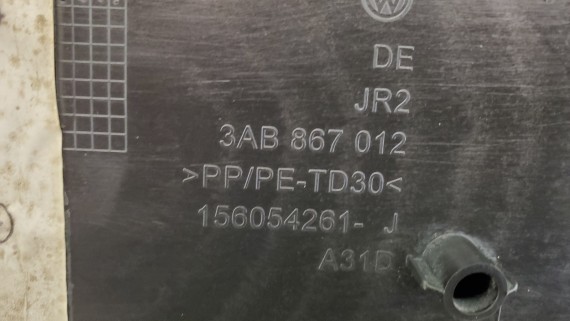 DE
JR2
3AB 867 012
>PP/PE-TD30<
156054261- J
A31D